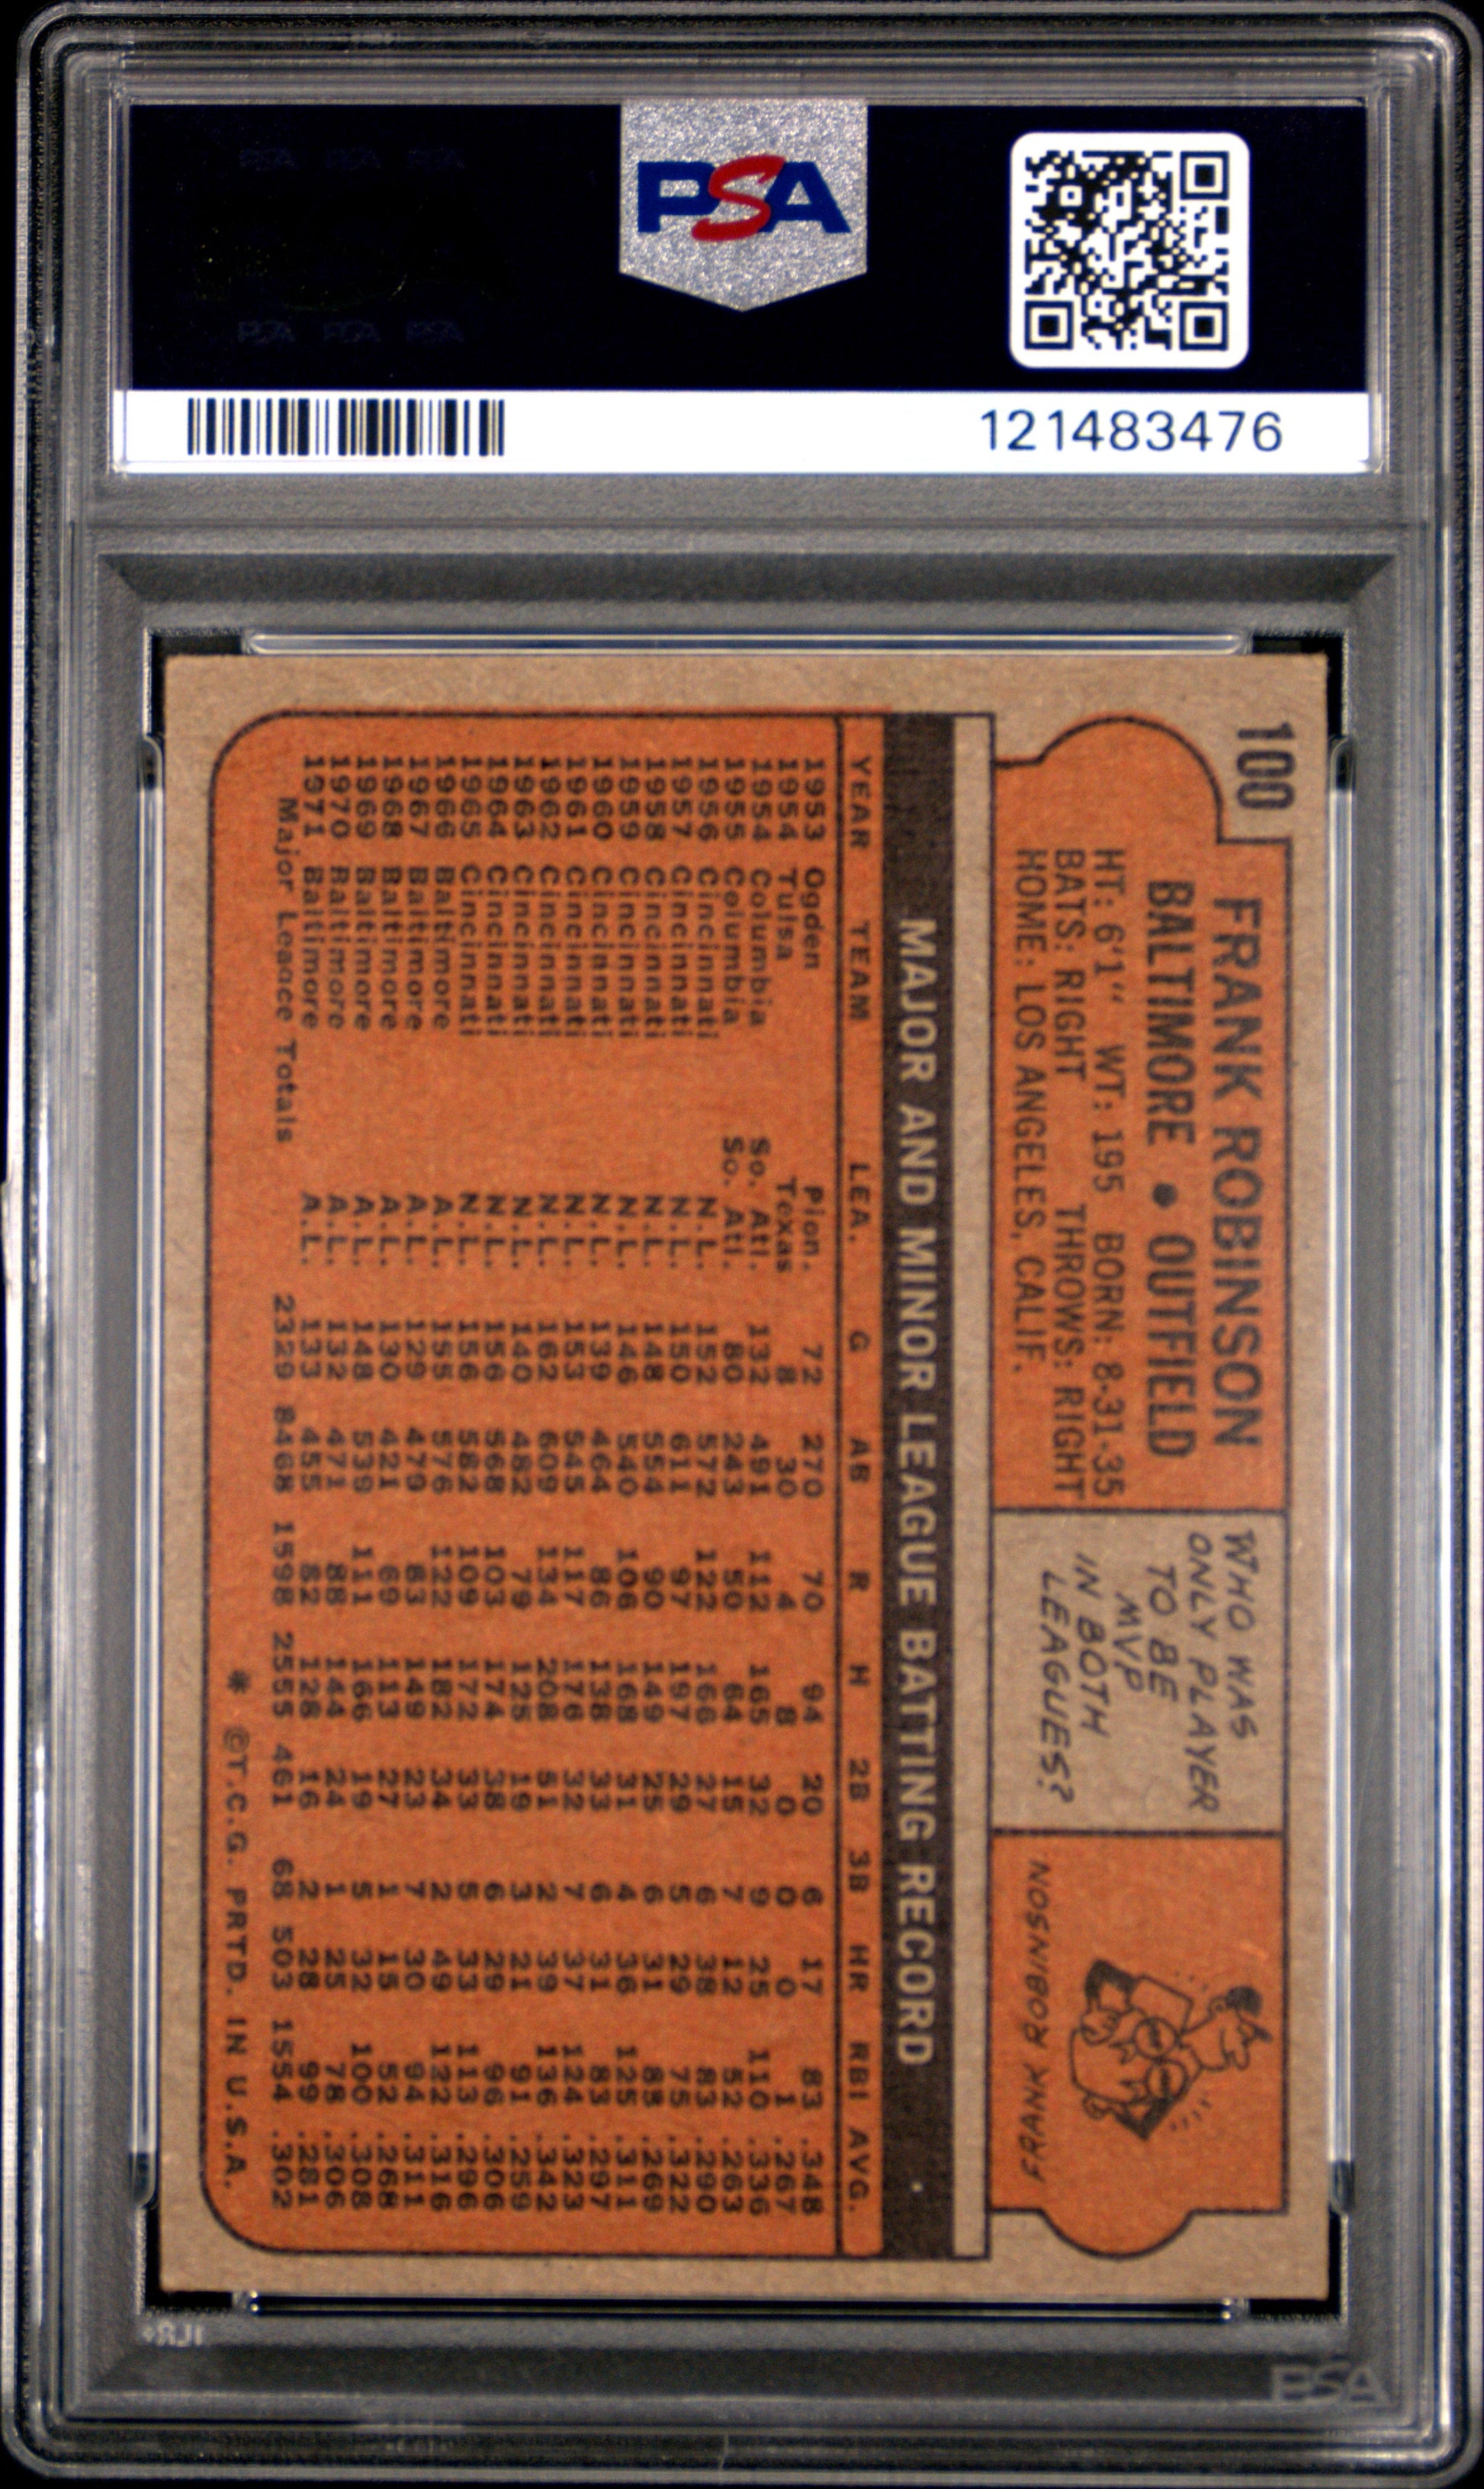 PSA PSA PSA
PSA
PSA PSA PSA
121483476
100
FRANK ROBINSON
BALTIMORE • OUTFIELD
HT: 6'1" WT: 195 BORN: 8-31-35
BATS: RIGHT THROWS: RIGHT
HOME: LOS ANGELES, CALIF.
WHO WAS
ONLY PLAYER
TO BE
MVP
IN BOTH
LEAGUES?
FRANK ROBINSON
MAJOR AND MINOR LEAGUE BATTING RECORD
YEAR TEAM LEA. G AB R H 2B 3B HR RBI AVG.
1953 Ogden Pion. 72 270 70 94 20 6 17 83 .348
1954 Tulsa Texas 8 30 4 8 0 0 0 1 .267
1954 Columbia So. Atl. 132 491 112 165 32 9 25 110 .336
1955 Columbia So. Atl. 80 243 50 64 15 7 12 52 .263
1956 Cincinnati N.L. 152 572 122 166 27 6 38 83 .290
1957 Cincinnati N.L. 150 611 97 197 29 5 29 75 .322
1958 Cincinnati N.L. 148 554 90 149 25 6 31 83 .269
1959 Cincinnati N.L. 146 540 106 168 31 4 36 125 .311
1960 Cincinnati N.L. 139 464 86 138 33 6 31 83 .297
1961 Cincinnati N.L. 153 545 117 176 32 7 37 124 .323
1962 Cincinnati N.L. 162 609 134 208 51 2 39 136 .342
1963 Cincinnati N.L. 140 482 79 125 19 3 21 91 .259
1964 Cincinnati N.L. 156 568 103 174 38 6 29 96 .306
1965 Cincinnati N.L. 156 582 109 172 33 5 33 113 .296
1966 Baltimore A.L. 155 576 122 182 34 2 49 122 .316
1967 Baltimore A.L. 129 479 83 149 23 7 30 94 .311
1968 Baltimore A.L. 130 421 69 113 27 1 15 52 .268
1969 Baltimore A.L. 148 539 111 166 19 5 32 100 .308
1970 Baltimore A.L. 132 471 88 144 24 1 25 78 .306
1971 Baltimore A.L. 133 455 82 128 16 2 28 99 .281
Major League Totals 2329 8468 1598 2555 461 68 503 1554 .302
* ©T.C.G. PRTD. IN U.S.A.
PSA